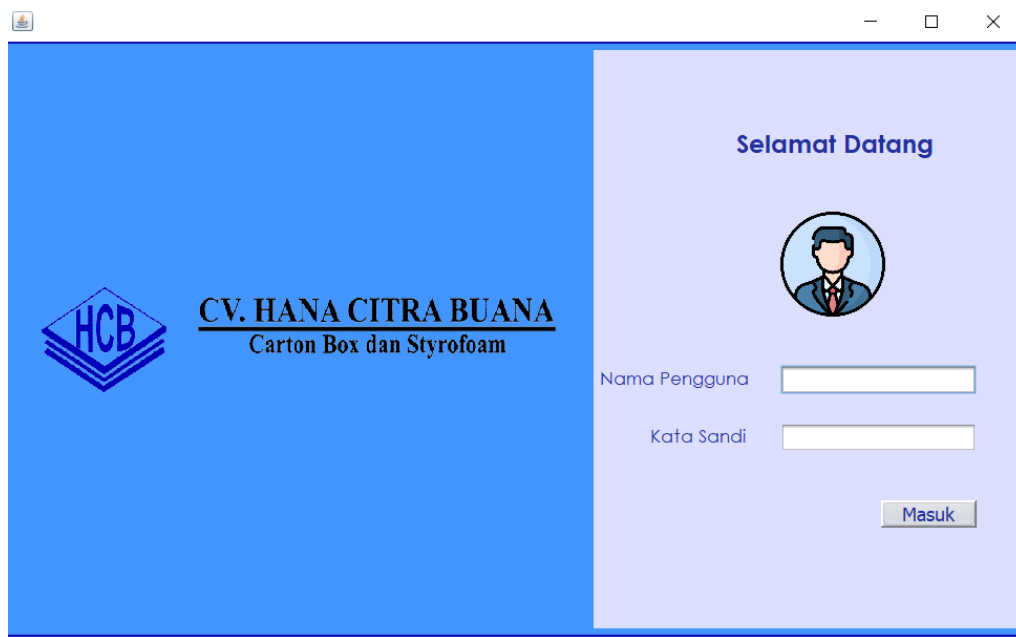 HCB
CV. HANA CITRA BUANA
Carton Box dan Styrofoam
Selamat Datang
Nama Pengguna
Kata Sandi
Masuk